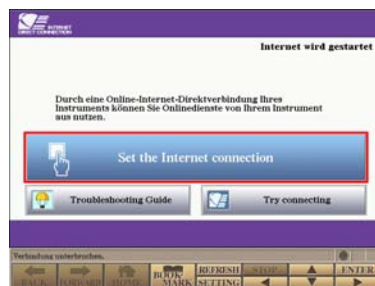 INTERNET
DIRECT CONNECTION
Internet wird gestartet
Durch eine Online-Internet-Direktverbindung Ihres
Instruments können Sie Onlinedienste von Ihrem Instrument
aus nutzen.
Set the Internet connection
Troubleshooting Guide
Try connecting
Verbindung unterbrochen.
BACK FORWARD HOME BOOK MARK REFRESH STOP ENTER
SETTING